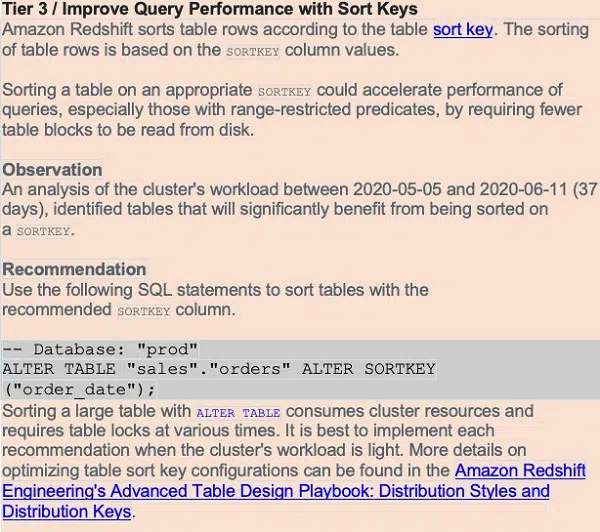 Tier 3 / Improve Query Performance with Sort Keys
Amazon Redshift sorts table rows according to the table sort key. The sorting
of table rows is based on the SORTKEY column values.
Sorting a table on an appropriate SORTKEY could accelerate performance of
queries, especially those with range-restricted predicates, by requiring fewer
table blocks to be read from disk.
Observation
An analysis of the cluster's workload between 2020-05-05 and 2020-06-11 (37
days), identified tables that will significantly benefit from being sorted on
a SORTKEY.
Recommendation
Use the following SQL statements to sort tables with the
recommended SORTKEY column.
-- Database: "prod"
ALTER TABLE "sales"."orders" ALTER SORTKEY
("order_date");
Sorting a large table with ALTER TABLE consumes cluster resources and
requires table locks at various times. It is best to implement each
recommendation when the cluster's workload is light. More details on
optimizing table sort key configurations can be found in the Amazon Redshift
Engineering's Advanced Table Design Playbook: Distribution Styles and
Distribution Keys.